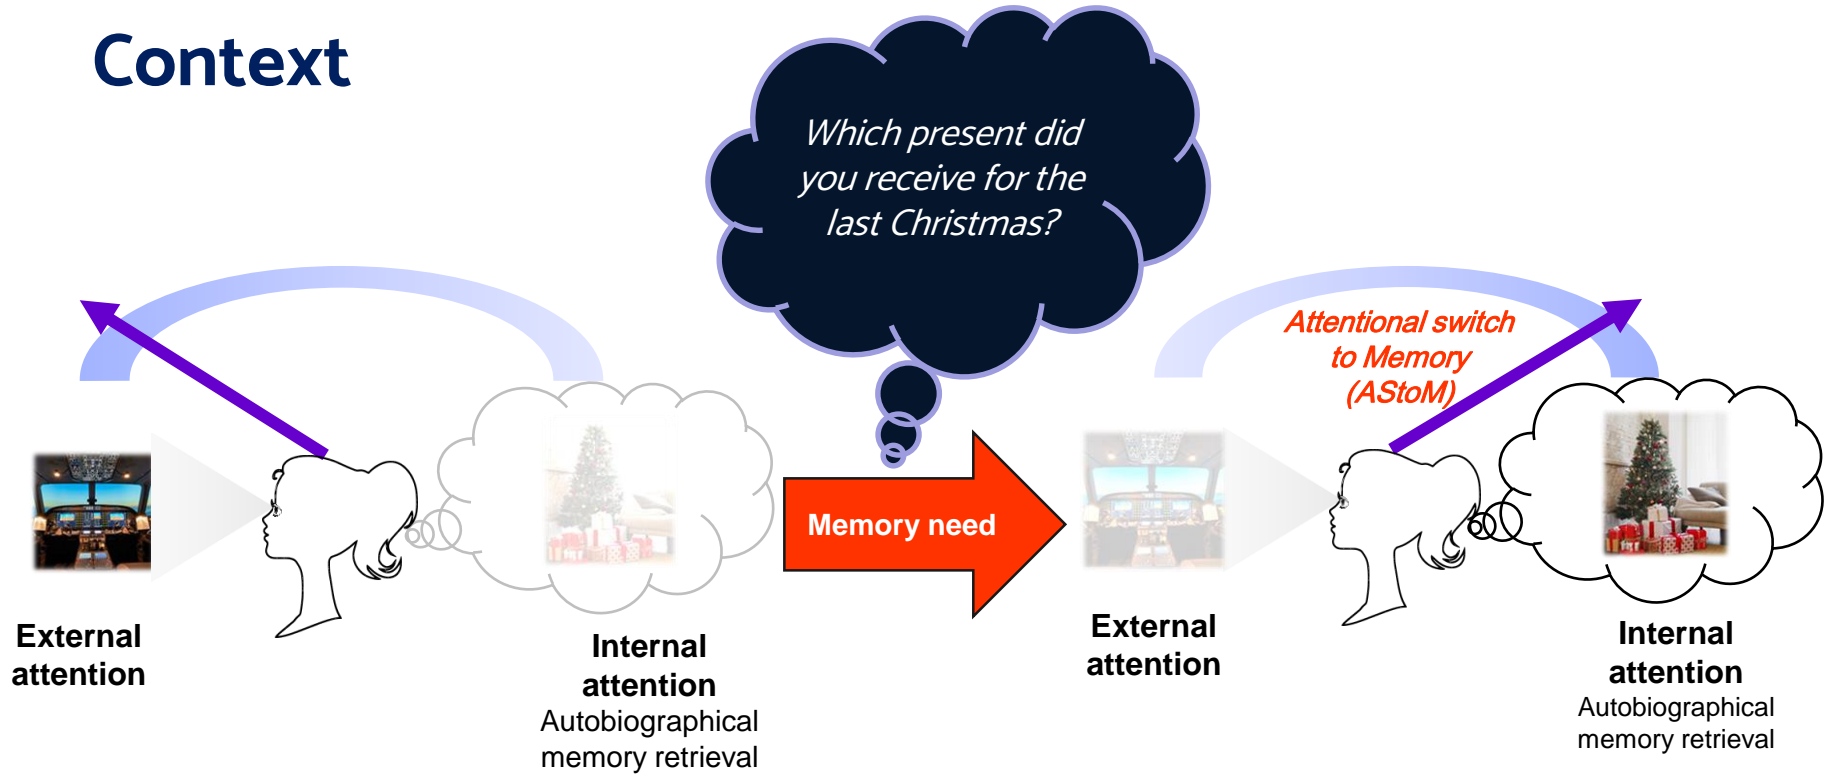 Context
Which present did
you receive for the
last Christmas?
Attentional switch
to Memory
(AStoM)
Memory need
External
attention
Internal
attention
Autobiographical
memory retrieval
External
attention
Internal
attention
Autobiographical
memory retrieval